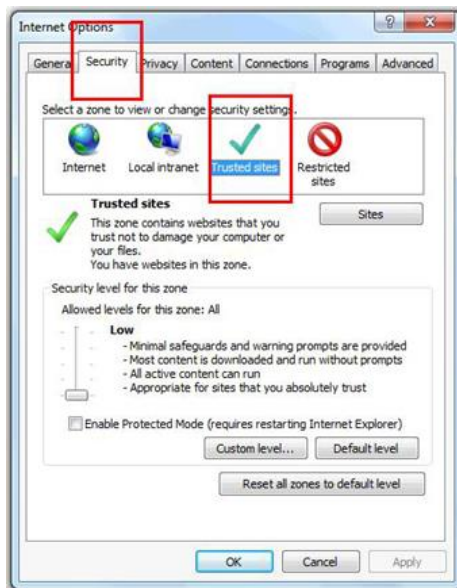 Internet Options
General Security Privacy Content Connections Programs Advanced
Select a zone to view or change security settings.
Internet Local intranet Trusted sites Restricted sites
Trusted sites
Sites
This zone contains websites that you
trust not to damage your computer or
your files.
You have websites in this zone.
Security level for this zone
Allowed levels for this zone: All
Low
- Minimal safeguards and warning prompts are provided
- Most content is downloaded and run without prompts
- All active content can run
- Appropriate for sites that you absolutely trust
Enable Protected Mode (requires restarting Internet Explorer)
Custom level... Default level
Reset all zones to default level
OK Cancel Apply